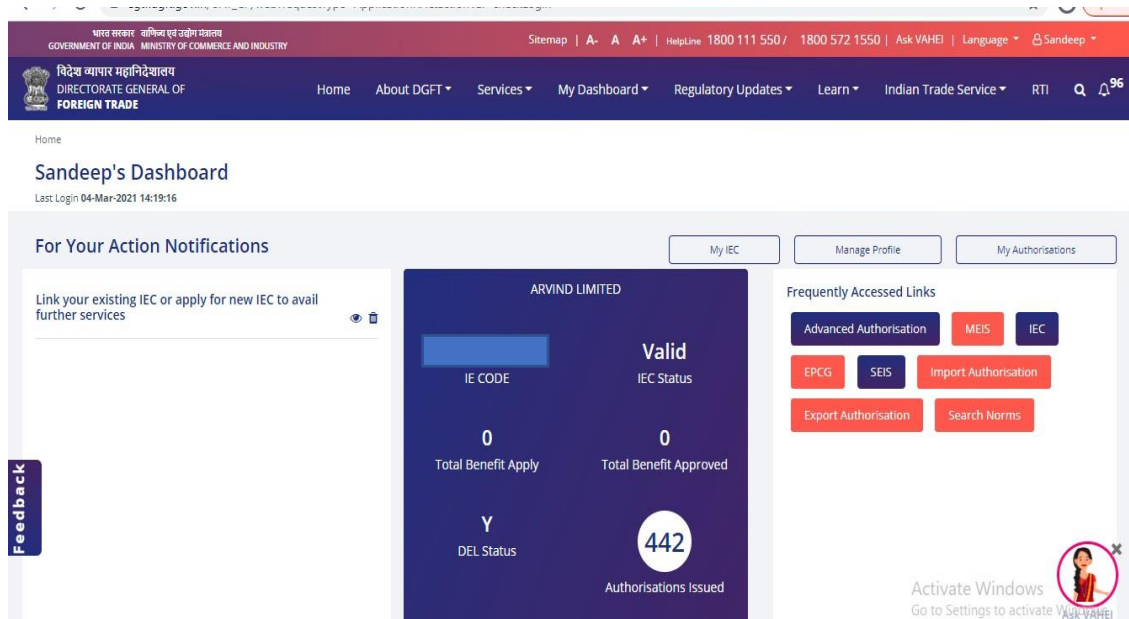 भारत सरकार वाणिज्य एवं उद्योग मंत्रालय
GOVERNMENT OF INDIA MINISTRY OF COMMERCE AND INDUSTRY
Sitemap | A- A A+ | HelpLine 1800 111 550 / 1800 572 1550 | Ask VAHEI | Language Sandeep
विदेश व्यापार महानिदेशालय
DIRECTORATE GENERAL OF
FOREIGN TRADE
Home About DGFT Services My Dashboard Regulatory Updates Learn Indian Trade Service RTI 96
Home
Sandeep's Dashboard
Last Login 04-Mar-2021 14:19:16
For Your Action Notifications
My IEC Manage Profile My Authorisations
Link your existing IEC or apply for new IEC to avail
further services
ARVIND LIMITED
IE CODE
Valid
IEC Status
0
Total Benefit Apply
0
Total Benefit Approved
Y
DEL Status
442
Authorisations Issued
Frequently Accessed Links
Advanced Authorisation MEIS IEC
EPCG SEIS Import Authorisation
Export Authorisation Search Norms
Feedback
Activate Windows
Go to Settings to activate
Ask VAHEI